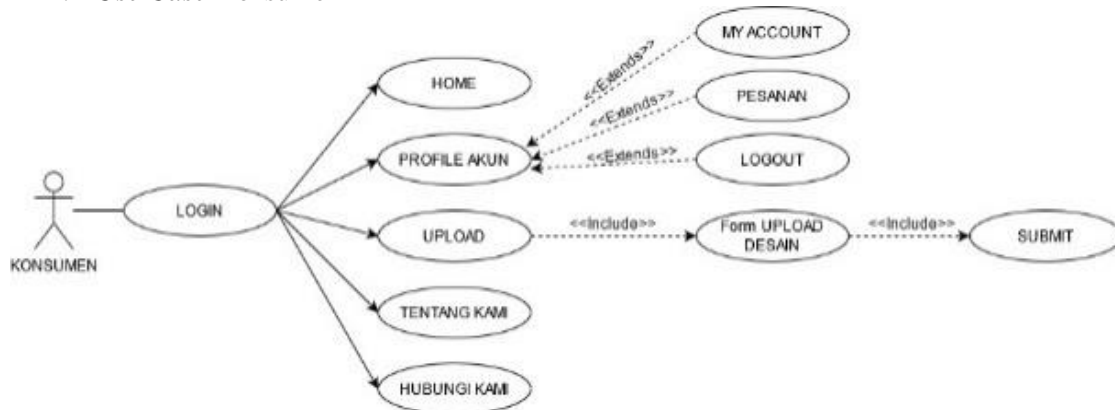 MY ACCOUNT
<<Extends>>
HOME
PESANAN
<<Extends>>
PROFILE AKUN
<<Extends>>
LOGOUT
LOGIN
KONSUMEN
UPLOAD
<<Include>>
Form UPLOAD
DESAIN
<<Include>>
SUBMIT
TENTANG KAMI
HUBUNGI KAMI